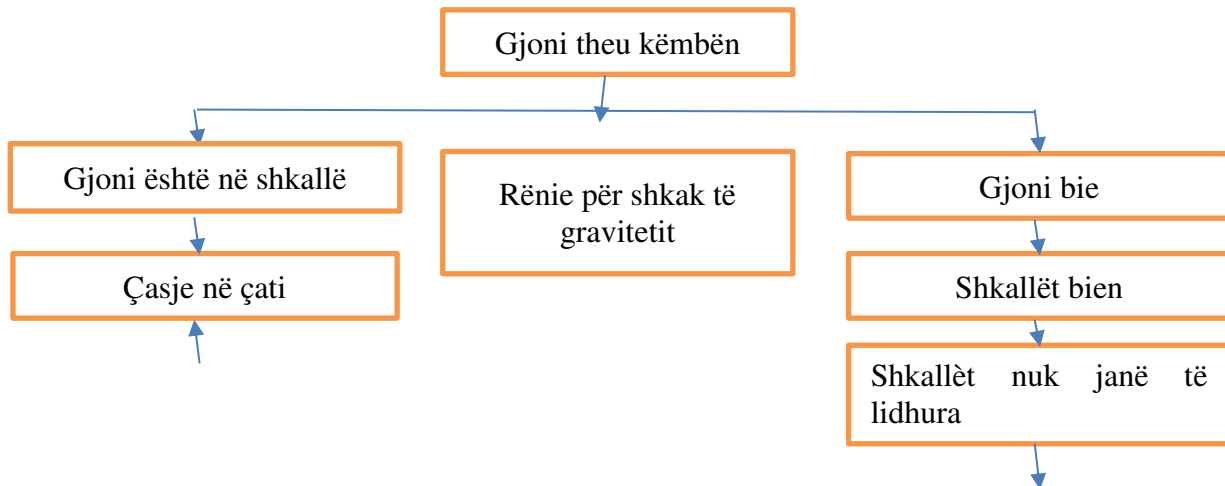 Gjoni theu këmbën
Gjoni është në shkallë
Rënie për shkak të
gravitetit
Gjoni bie
Çasje në çati
Shkallët bien
Shkallèt nuk janë të
lidhura